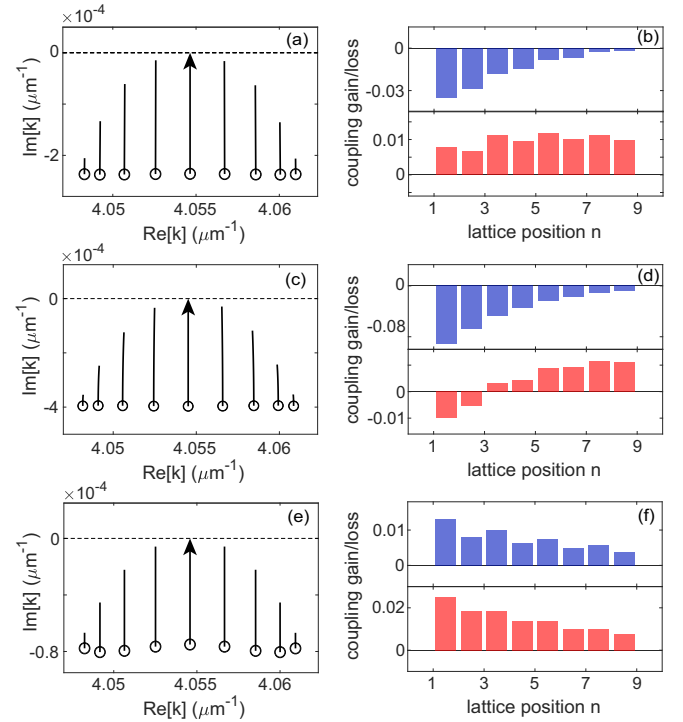 ×10⁻⁴
(a)
0
-2
Im[k] (μm⁻¹)
4.05
4.055
4.06
Re[k] (μm⁻¹)
(b)
0
-0.03
0.01
0
coupling gain/loss
1
3
5
7
9
lattice position n
×10⁻⁴
(c)
0
-4
Im[k] (μm⁻¹)
4.05
4.055
4.06
Re[k] (μm⁻¹)
(d)
0
-0.08
0
-0.01
coupling gain/loss
1
3
5
7
9
lattice position n
×10⁻⁴
(e)
0
-0.8
Im[k] (μm⁻¹)
4.05
4.055
4.06
Re[k] (μm⁻¹)
(f)
0.01
0
0.02
0
coupling gain/loss
1
3
5
7
9
lattice position n